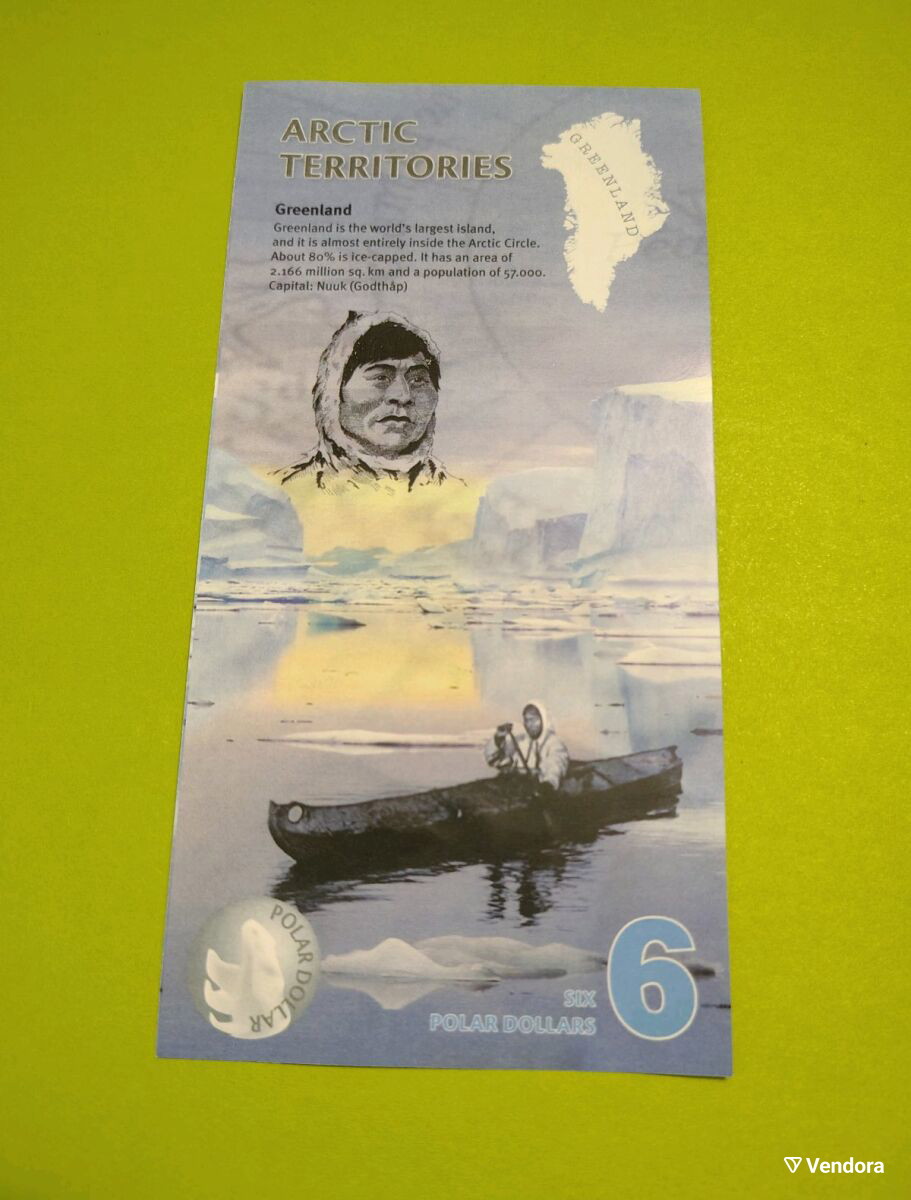 ARCTIC
TERRITORIES
GREENLAND
Greenland
Greenland is the world's largest island,
and it is almost entirely inside the Arctic Circle.
About 80% is ice-capped. It has an area of
2.166 million sq. km and a population of 57.000.
Capital: Nuuk (Godthåp)
POLAR DOLLAR
SIX
POLAR DOLLARS
6
Vendora